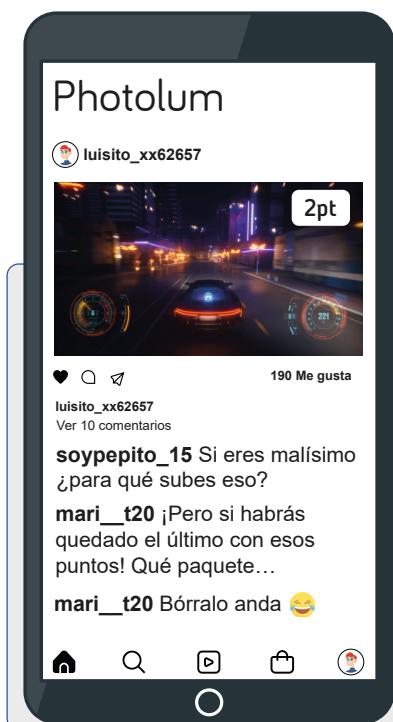 Photolum
luisito_xx62657
2pt
221
190 Me gusta
luisito_xx62657
Ver 10 comentarios
soypepito_15 Si eres malísimo
¿para qué subes eso?
mari__t20 ¡Pero si habrás
quedado el último con esos
puntos! Qué paquete…
mari__t20 Bórralo anda 😂